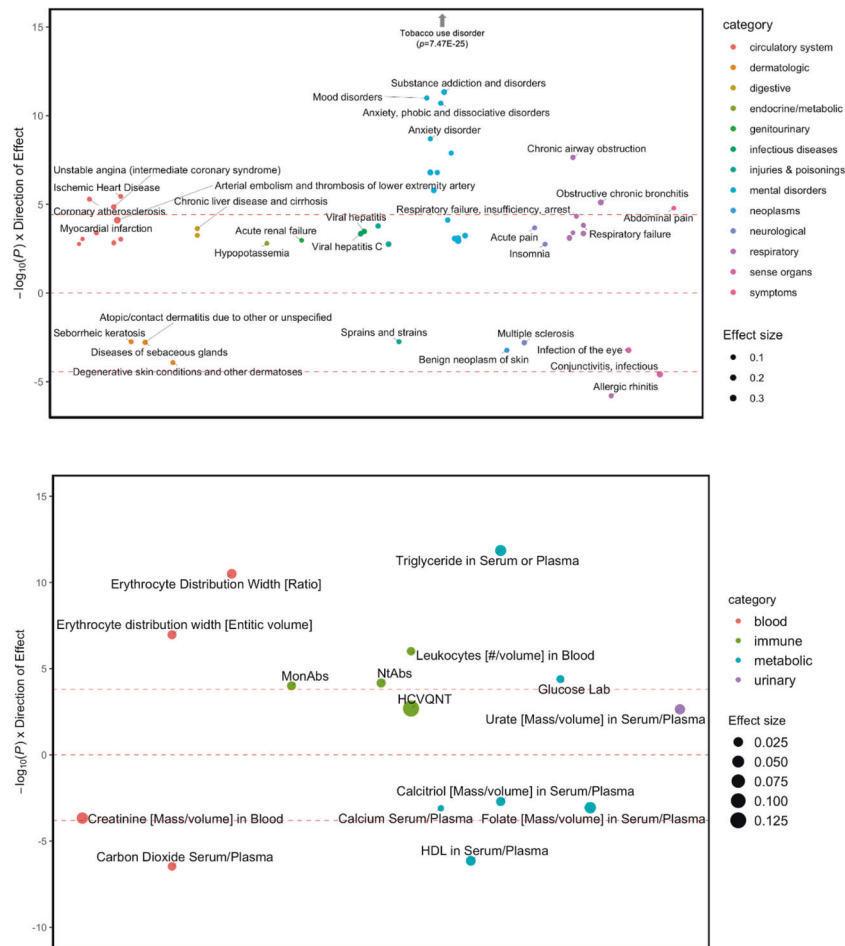 15
10
5
0
-5
−log10(P) x Direction of Effect
Tobacco use disorder
(p=7.47E-25)
Substance addiction and disorders
Mood disorders
Anxiety, phobic and dissociative disorders
Anxiety disorder
Chronic airway obstruction
Unstable angina (intermediate coronary syndrome)
Ischemic Heart Disease
Arterial embolism and thrombosis of lower extremity artery
Obstructive chronic bronchitis
Chronic liver disease and cirrhosis
Coronary atherosclerosis
Respiratory failure, insufficiency, arrest
Viral hepatitis
Abdominal pain
Myocardial infarction
Acute renal failure
Acute pain
Respiratory failure
Viral hepatitis C
Hypopotassemia
Insomnia
Atopic/contact dermatitis due to other or unspecified
Seborrheic keratosis
Sprains and strains
Multiple sclerosis
Diseases of sebaceous glands
Infection of the eye
Benign neoplasm of skin
Degenerative skin conditions and other dermatoses
Conjunctivitis, infectious
Allergic rhinitis
category
circulatory system
dermatologic
digestive
endocrine/metabolic
genitourinary
infectious diseases
injuries & poisonings
mental disorders
neoplasms
neurological
respiratory
sense organs
symptoms
Effect size
0.1
0.2
0.3
15
10
5
0
-5
-10
−log10(P) x Direction of Effect
Triglyceride in Serum or Plasma
Erythrocyte Distribution Width [Ratio]
Erythrocyte distribution width [Entitic volume]
Leukocytes [#/volume] in Blood
MonAbs
NtAbs
Glucose Lab
HCVQNT
Urate [Mass/volume] in Serum/Plasma
Calcitriol [Mass/volume] in Serum/Plasma
Creatinine [Mass/volume] in Blood
Calcium Serum/Plasma
Folate [Mass/volume] in Serum/Plasma
Carbon Dioxide Serum/Plasma
HDL in Serum/Plasma
category
blood
immune
metabolic
urinary
Effect size
0.025
0.050
0.075
0.100
0.125